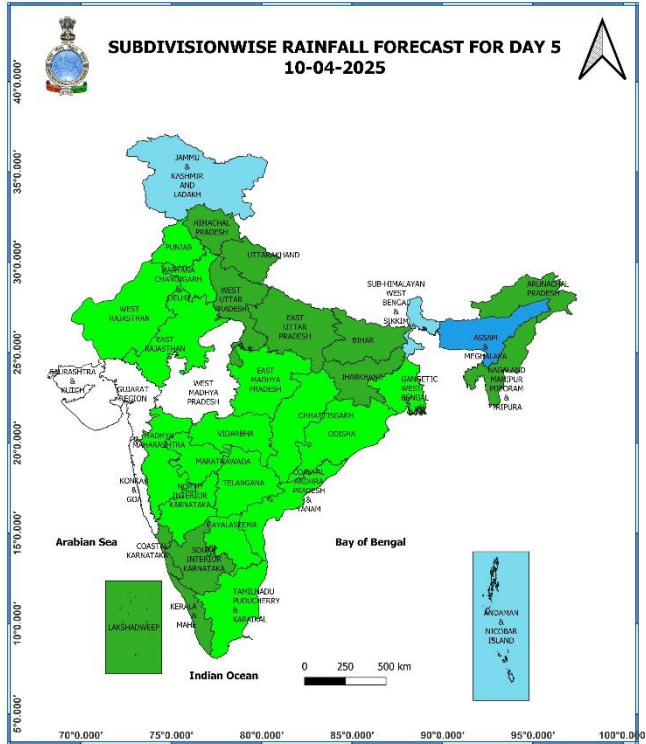 SUBDIVISIONWISE RAINFALL FORECAST FOR DAY 5
10-04-2025
40°0.000'
35°0.000'
30°0.000'
25°0.000'
20°0.000'
15°0.000'
10°0.000'
5°0.000'
JAMMU
&
KASHMIR
AND
LADAKH
HIMACHAL
PRADESH
PUNJAB
UTTARAKHAND
HARYANA
CHANDIGARH
&
DELHI
WEST
UTTAR
PRADESH
WEST
RAJASTHAN
EAST
RAJASTHAN
EAST
UTTAR
PRADESH
BIHAR
SUB-HIMALAYAN
WEST
BENGAL
&
SIKKIM
ARUNACHAL
PRADESH
ASSAM
&
MEGHALAYA
NAGALAND
MANIPUR
MIZORAM
&
TRIPURA
SAURASHTRA
&
KUTCH
GUJARAT
REGION
WEST
MADHYA
PRADESH
EAST
MADHYA
PRADESH
JHARKHAND
GANGETIC
WEST
BENGAL
CHHATISGARH
ODISHA
MADHYA
MAHARASHTRA
VIDARBHA
MARATHAWADA
KONKAN
&
GOA
NORTH
INTERIOR
KARNATAKA
TELANGANA
COASTAL
ANDHRA
PRADESH
&
YANAM
RAYALASEEMA
COASTAL
KARNATAKA
SOUTH
INTERIOR
KARNATAKA
Arabian Sea
Bay of Bengal
LAKSHADWEEP
KERALA
&
MAHE
TAMILNADU
PUDUCHERRY
&
KARAIKAL
ANDAMAN
&
NICOBAR
ISLAND
Indian Ocean
0 250 500 km
70°0.000' 75°0.000' 80°0.000' 85°0.000' 90°0.000' 95°0.000' 100°0.000'